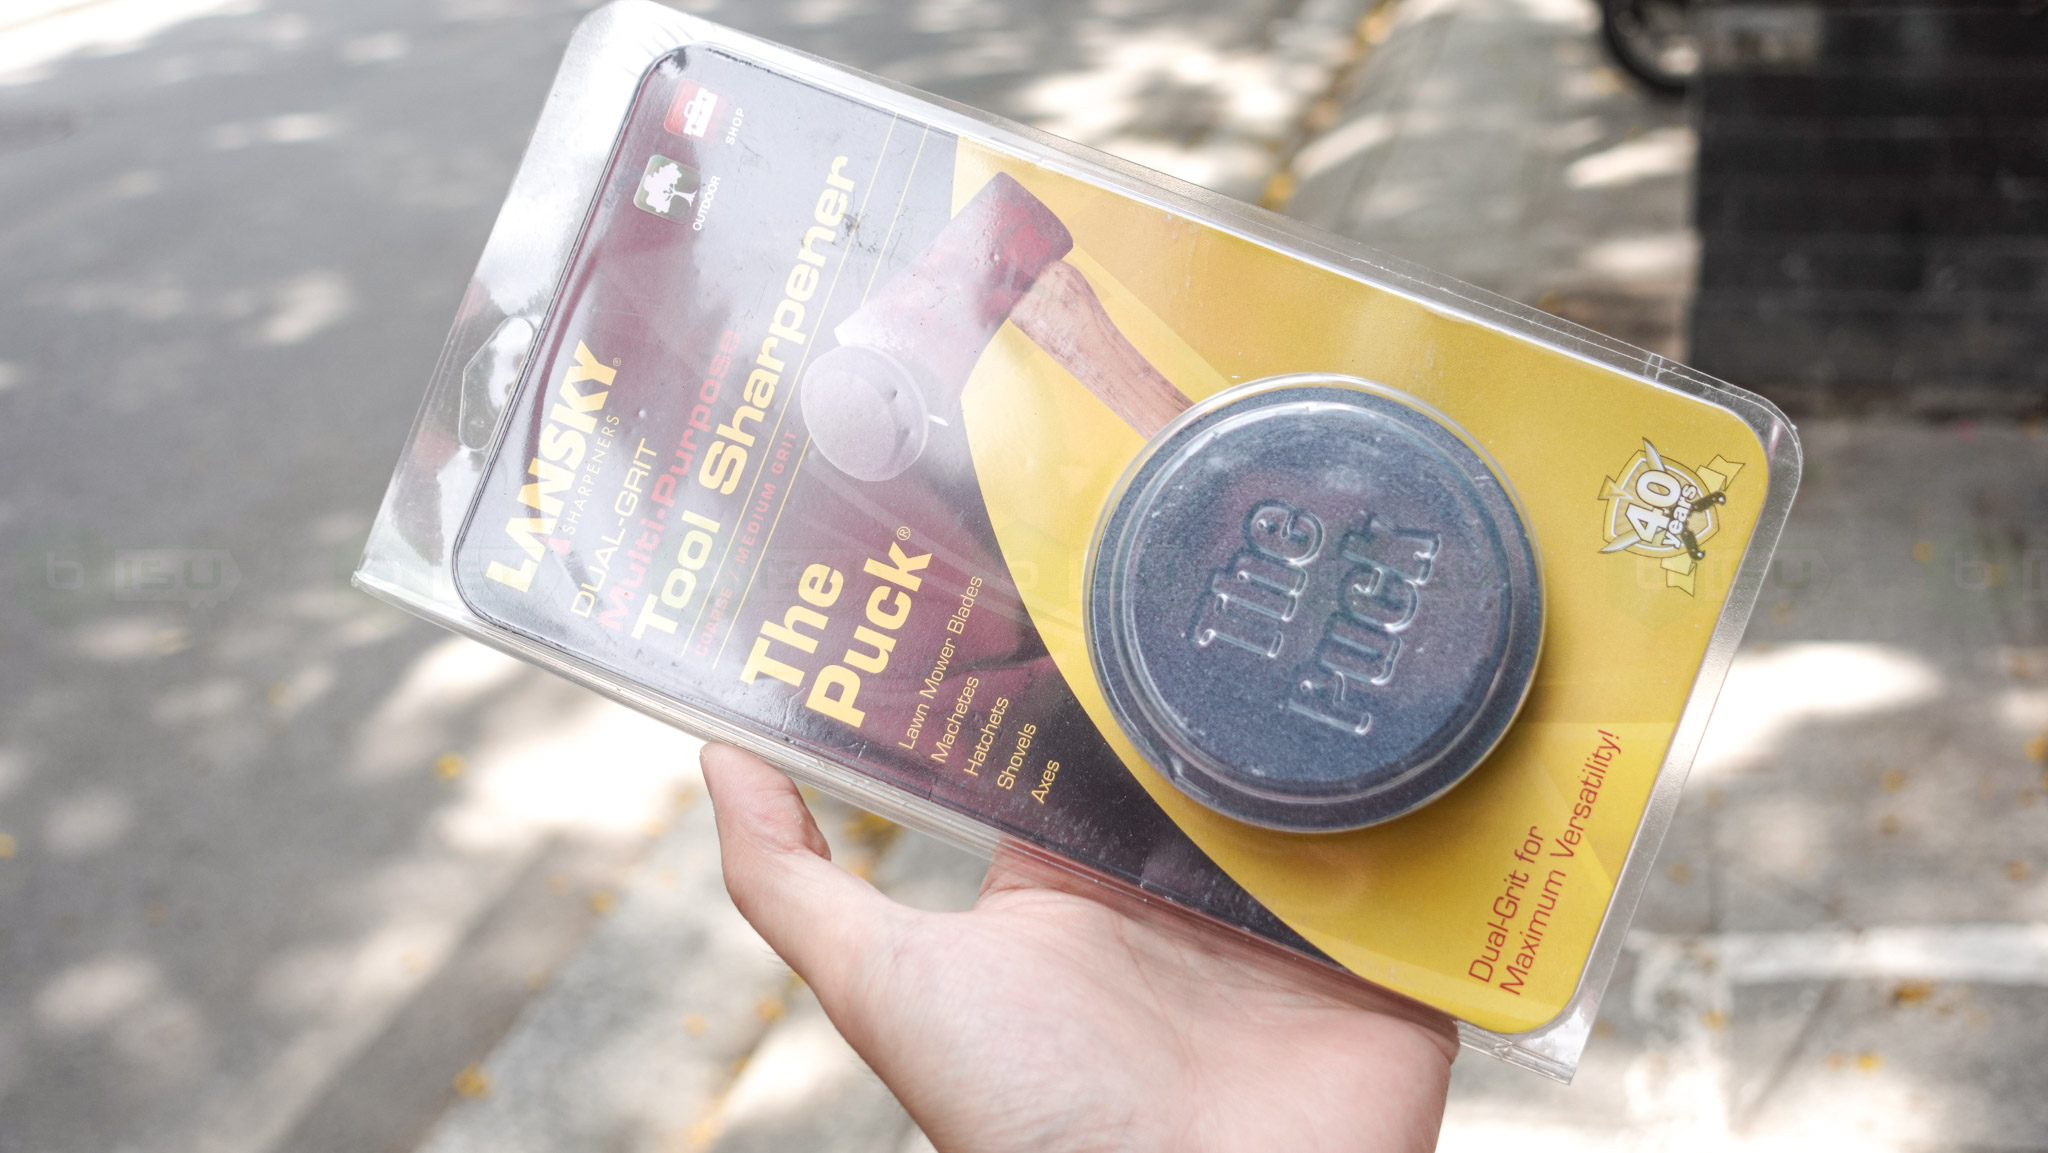 SHOP
OUTDOOR
LANSKY®
SHARPENERS
DUAL-GRIT
Multi-Purpose
Tool Sharpener
COARSE / MEDIUM GRIT
The
Puck®
Lawn Mower Blades
Machetes
Hatchets
Shovels
Axes
The
Puck
40
years
Dual-Grit for
Maximum Versatility!